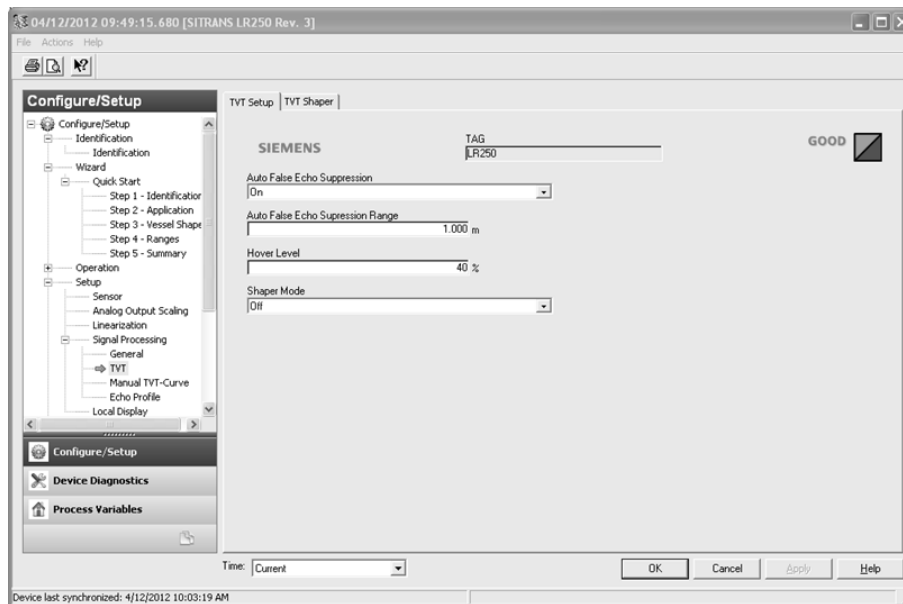 04/12/2012 09:49:15.680 [SITRANS LR250 Rev. 3]
File Actions Help
Configure/Setup
Configure/Setup
Identification
Identification
Wizard
Quick Start
Step 1 - Identification
Step 2 - Application
Step 3 - Vessel Shape
Step 4 - Ranges
Step 5 - Summary
Operation
Setup
Sensor
Analog Output Scaling
Linearization
Signal Processing
General
TVT
Manual TVT-Curve
Echo Profile
Local Display
Configure/Setup
Device Diagnostics
Process Variables
TVT Setup TVT Shaper
SIEMENS
TAG
LR250
GOOD
Auto False Echo Suppression
On
Auto False Echo Supression Range
1.000 m
Hover Level
40 %
Shaper Mode
Off
Time: Current
OK Cancel Apply Help
Device last synchronized: 4/12/2012 10:03:19 AM